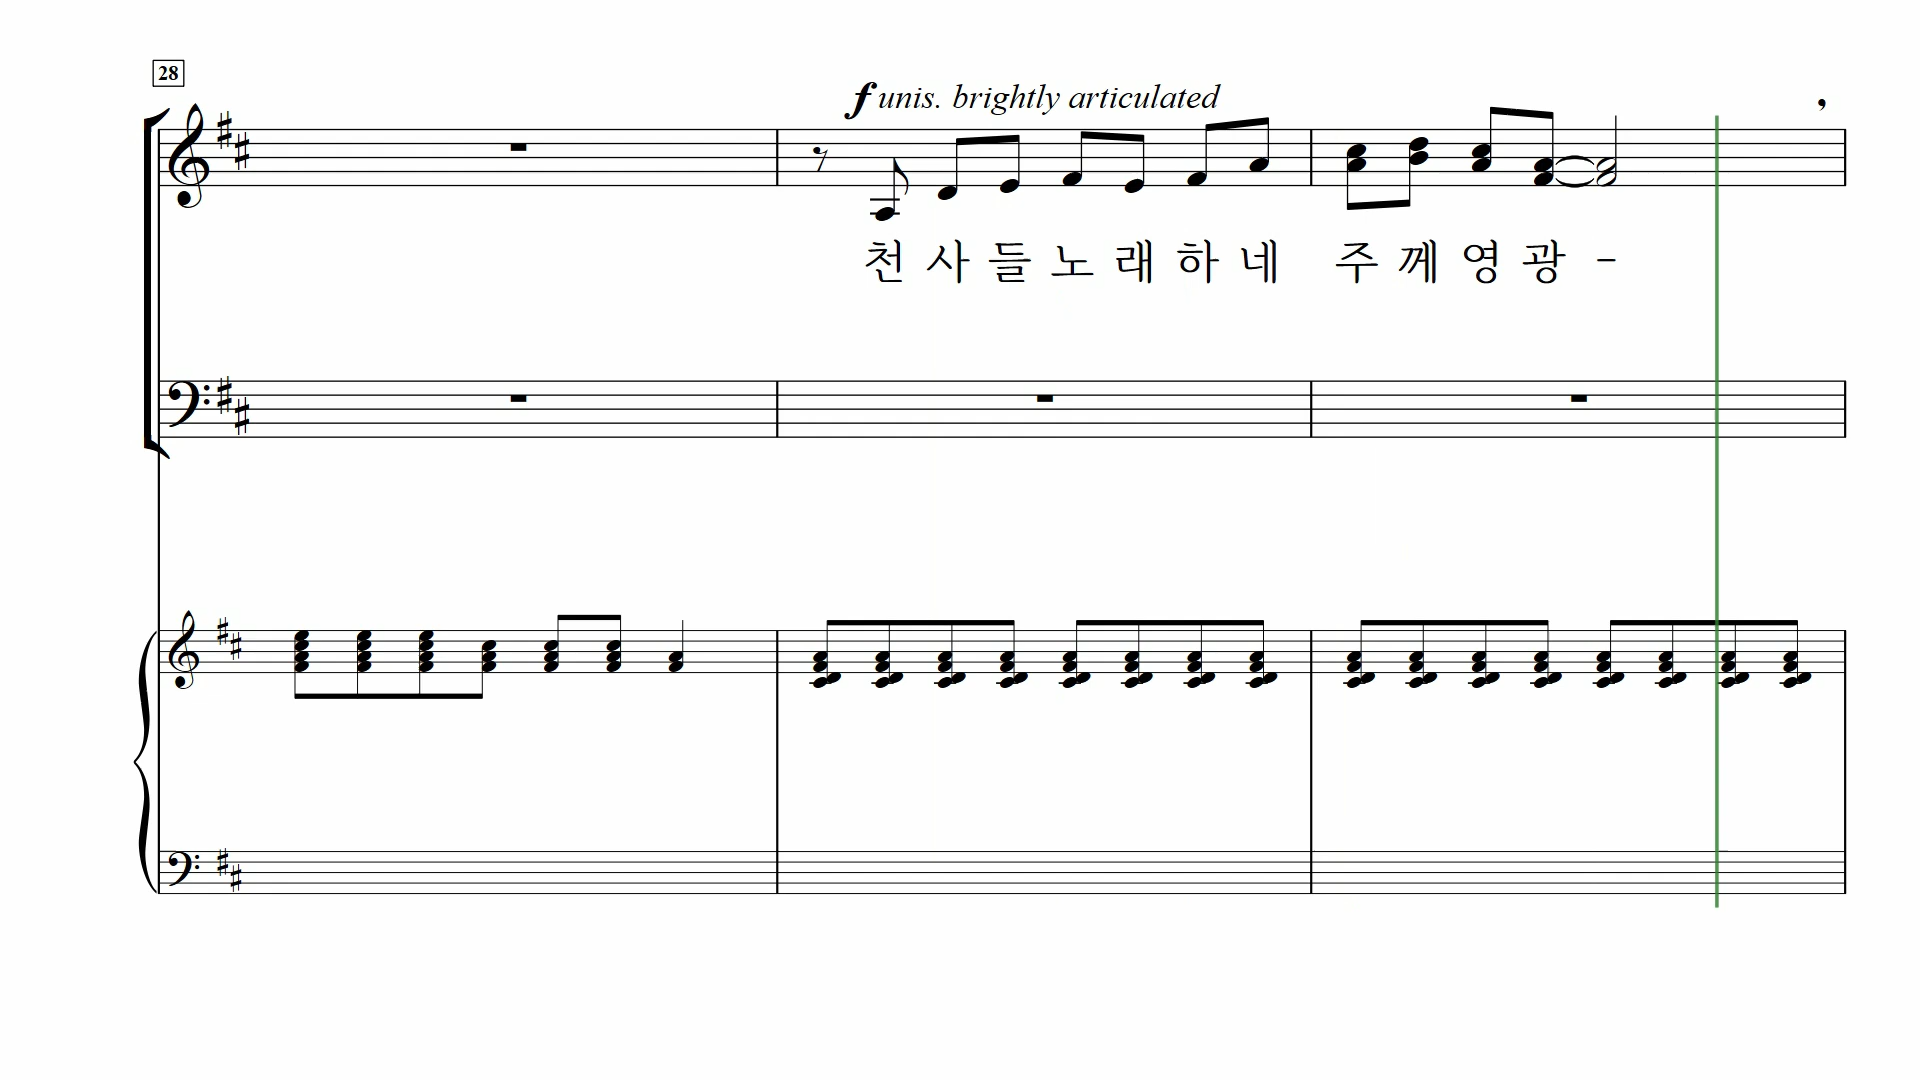 28
f unis. brightly articulated
천 사 들 노 래 하 네 주 께 영 광 -